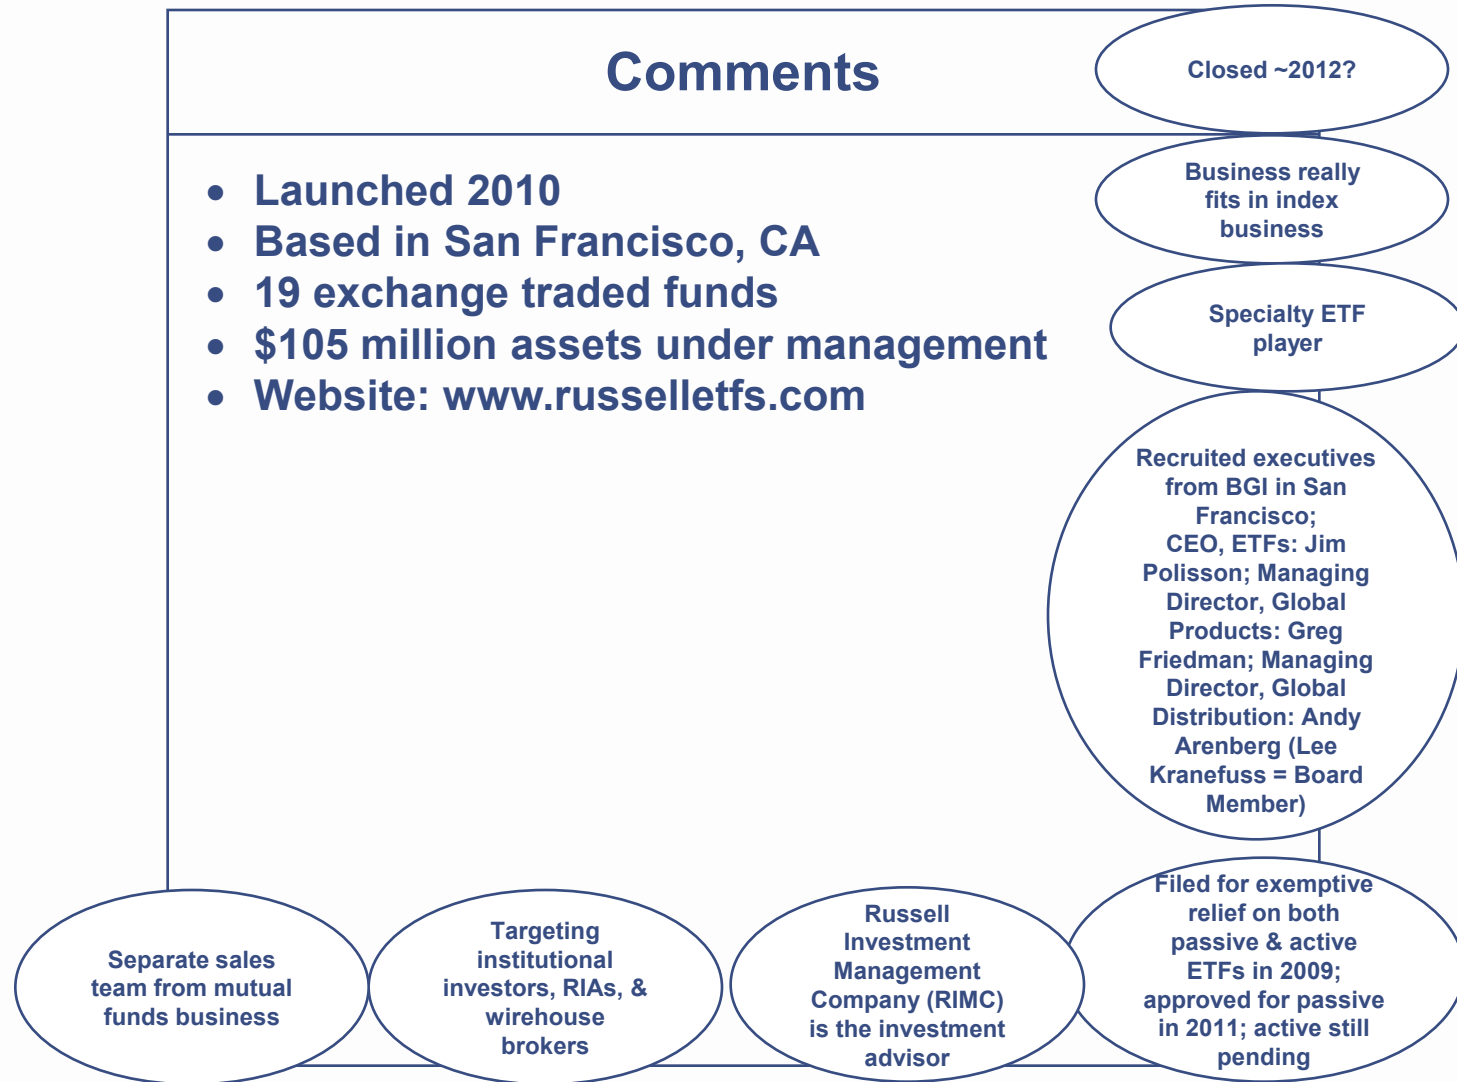 Comments
Closed ~2012?
• Launched 2010
• Based in San Francisco, CA
• 19 exchange traded funds
• $105 million assets under management
• Website: www.russelletfs.com
Business really
fits in index
business
Specialty ETF
player
Recruited executives
from BGI in San
Francisco;
CEO, ETFs: Jim
Polisson; Managing
Director, Global
Products: Greg
Friedman; Managing
Director, Global
Distribution: Andy
Arenberg (Lee
Kranefuss = Board
Member)
Separate sales
team from mutual
funds business
Targeting
institutional
investors, RIAs, &
wirehouse
brokers
Russell
Investment
Management
Company (RIMC)
is the investment
advisor
Filed for exemptive
relief on both
passive & active
ETFs in 2009;
approved for passive
in 2011; active still
pending